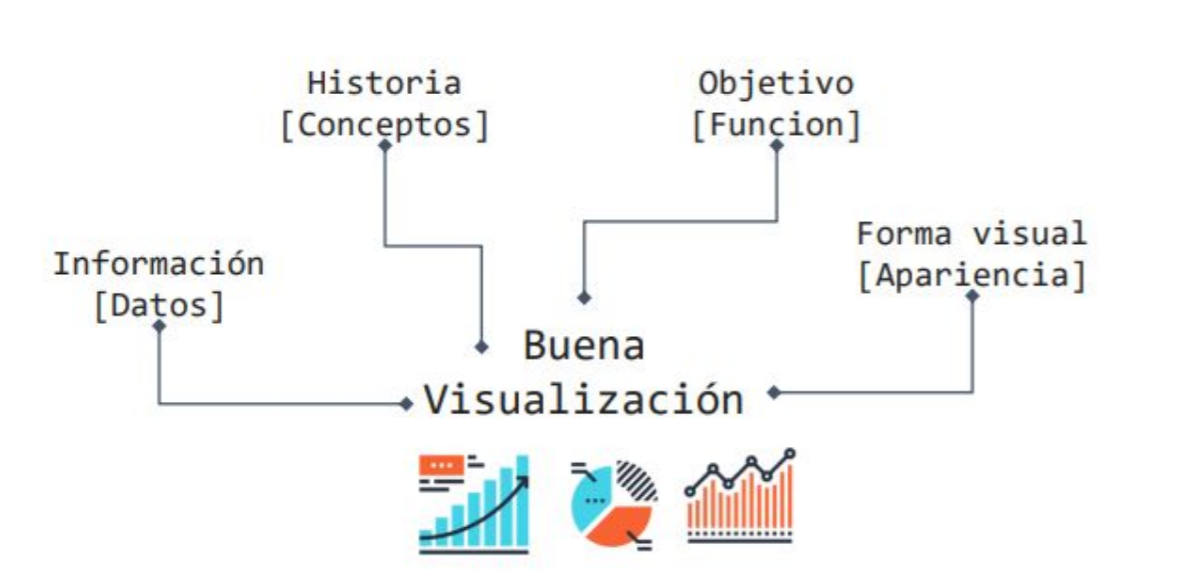 Historia
[Conceptos]
Objetivo
[Funcion]
Información
[Datos]
Forma visual
[Apariencia]
Buena
Visualización